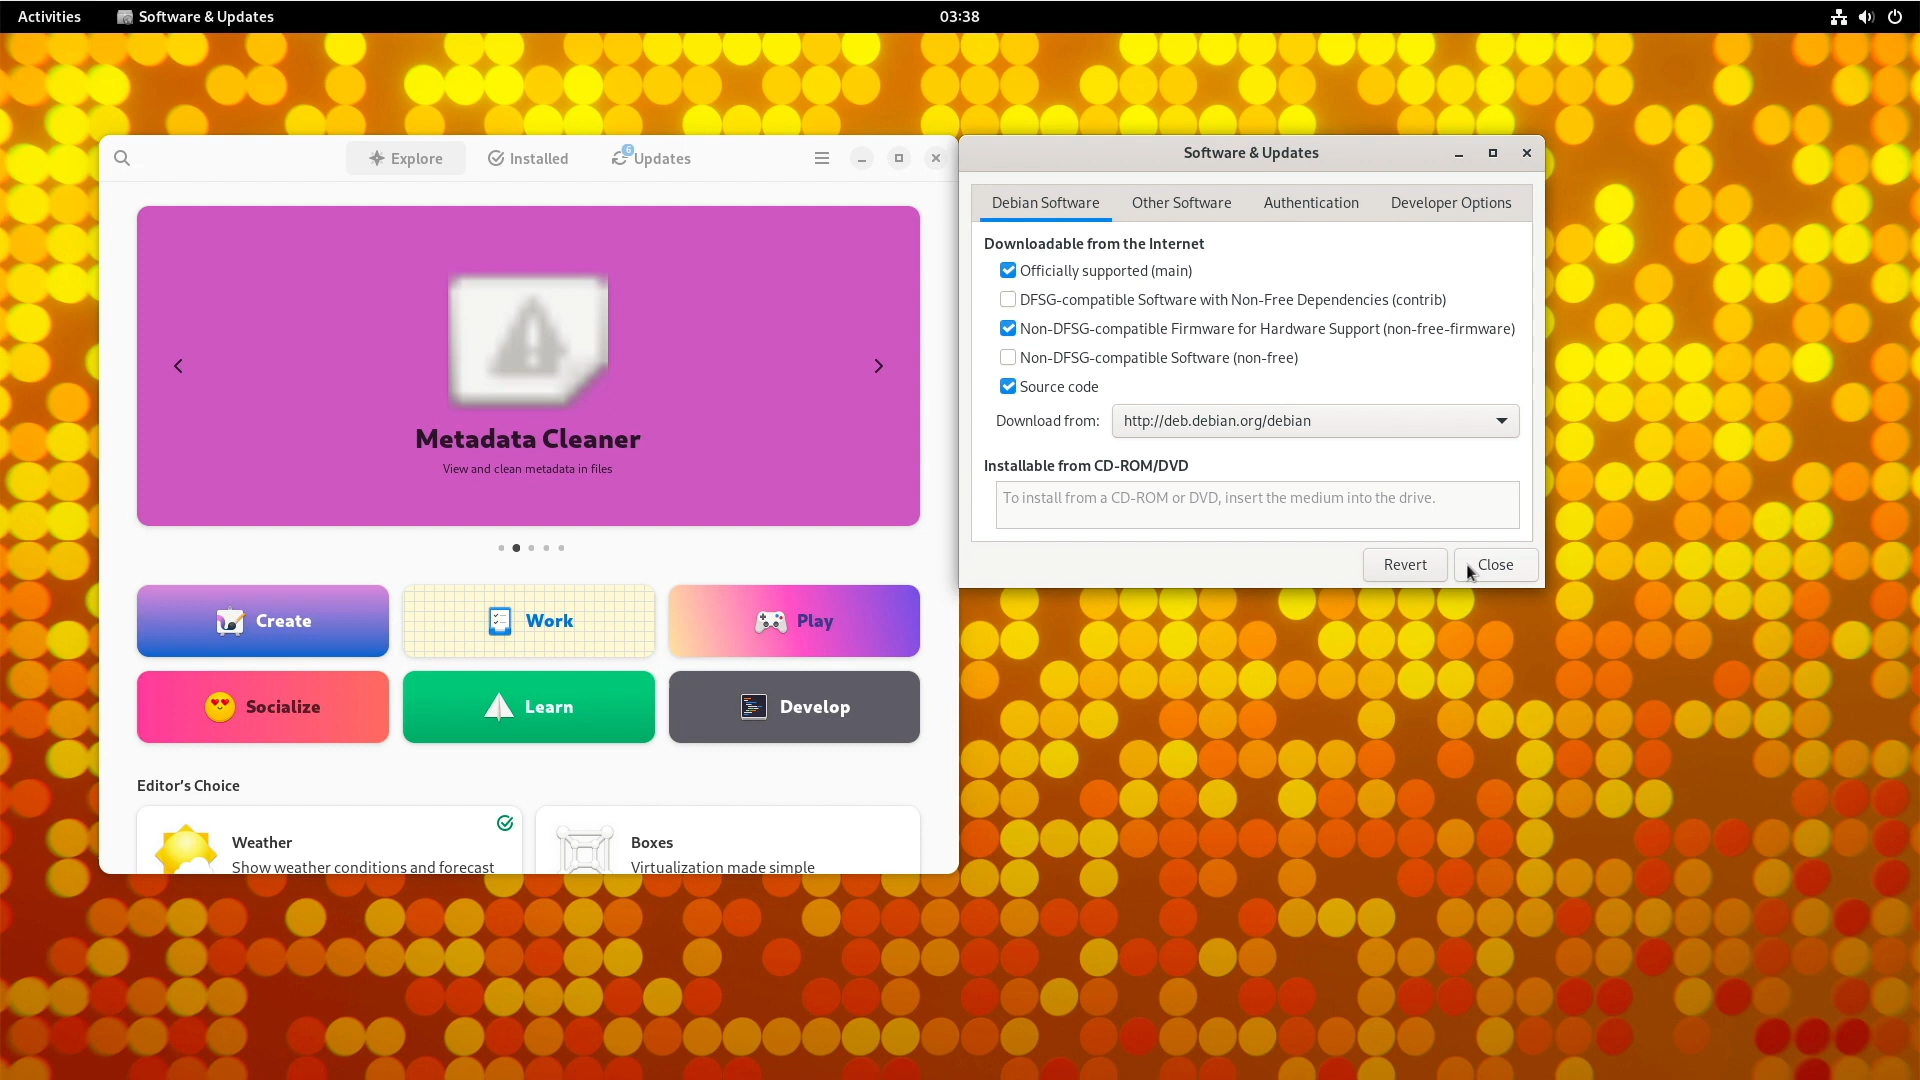 Activities
Software & Updates
03:38
Explore
Installed
6
Updates
Metadata Cleaner
View and clean metadata in files
Create
Work
Play
Socialize
Learn
Develop
Editor's Choice
Weather
Show weather conditions and forecast
Boxes
Virtualization made simple
Software & Updates
Debian Software
Other Software
Authentication
Developer Options
Downloadable from the Internet
Officially supported (main)
DFSG-compatible Software with Non-Free Dependencies (contrib)
Non-DFSG-compatible Firmware for Hardware Support (non-free-firmware)
Non-DFSG-compatible Software (non-free)
Source code
Download from: http://deb.debian.org/debian
Installable from CD-ROM/DVD
To install from a CD-ROM or DVD, insert the medium into the drive.
Revert
Close